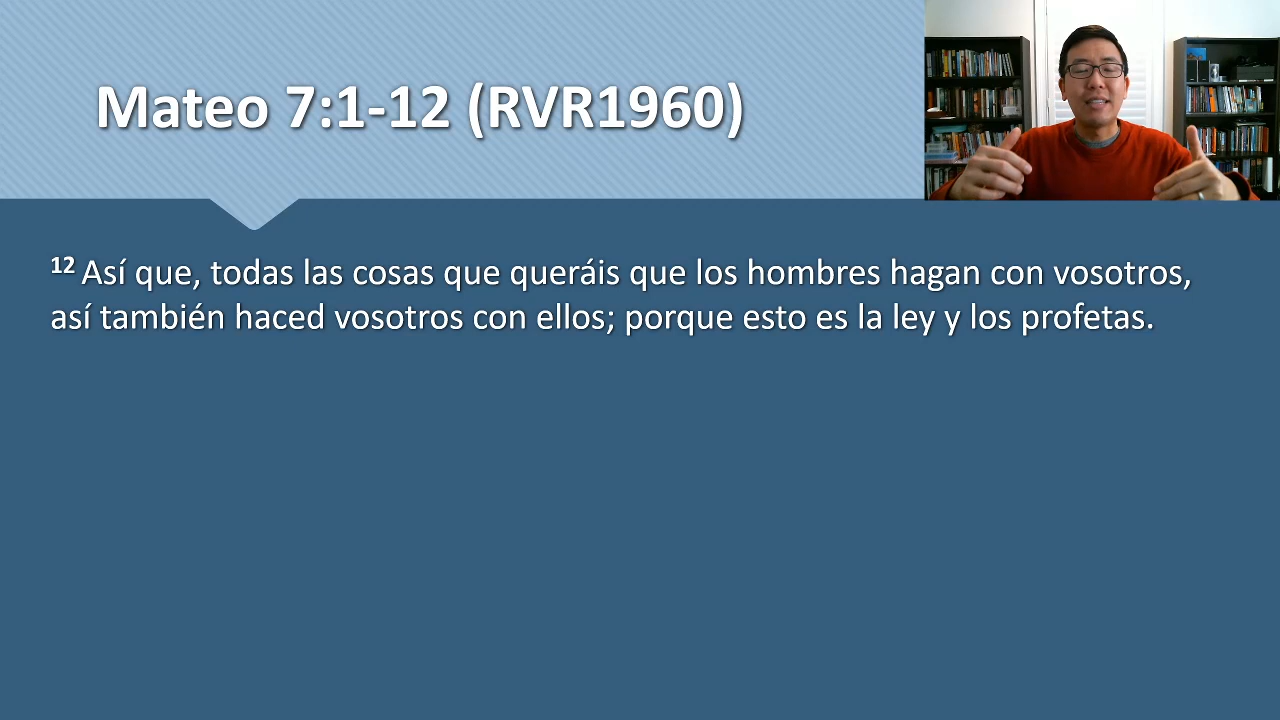 Mateo 7:1-12 (RVR1960)
12 Así que, todas las cosas que queráis que los hombres hagan con vosotros,
así también haced vosotros con ellos; porque esto es la ley y los profetas.